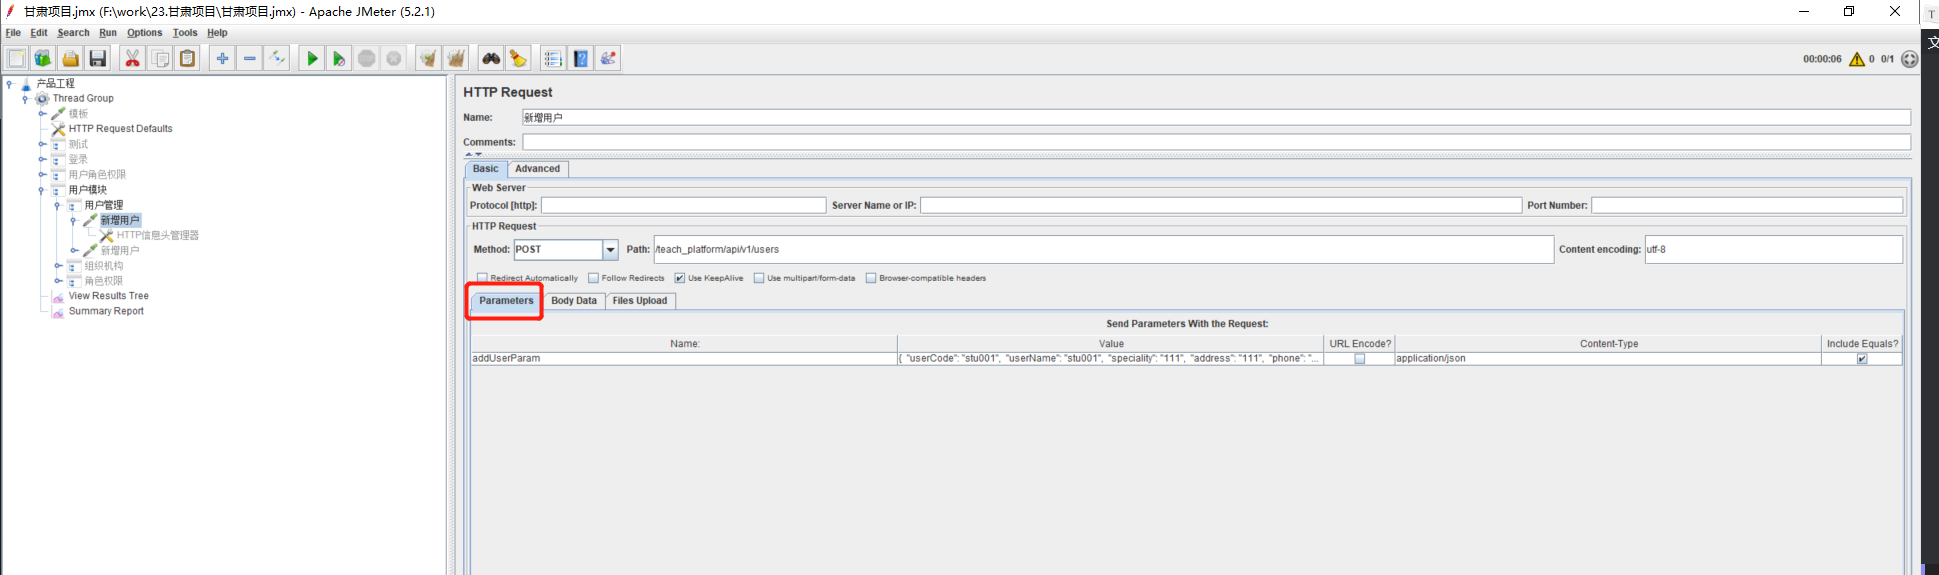 甘肃项目.jmx (F:\work\23.甘肃项目\甘肃项目.jmx) - Apache JMeter (5.2.1)
File Edit Search Run Options Tools Help
00:00:06 0 0/1
产品工程
Thread Group
模板
HTTP Request Defaults
测试
登录
用户角色权限
用户模块
用户管理
新增用户
HTTP信息头管理器
新增用户
组织机构
角色权限
View Results Tree
Summary Report
HTTP Request
Name: 新增用户
Comments:
Basic Advanced
Web Server
Protocol [http]: Server Name or IP: Port Number:
HTTP Request
Method: POST Path: /teach_platform/api/v1/users Content encoding: utf-8
Redirect Automatically Follow Redirects Use KeepAlive Use multipart/form-data Browser-compatible headers
Parameters Body Data Files Upload
Send Parameters With the Request:
Name: Value URL Encode? Content-Type Include Equals?
addUserParam { "userCode": "stu001", "userName": "stu001", "speciality": "111", "address": "111", "phone": "... application/json
T
文